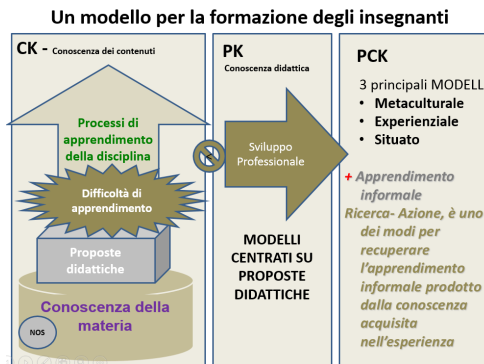 Un modello per la formazione degli insegnanti
CK - Conoscenza dei contenuti
Processi di
apprendimento
della disciplina
Difficoltà di
apprendimento
Proposte
didattiche
Conoscenza della
materia
NOS
PK
Conoscenza didattica
Sviluppo
Professionale
MODELLI
CENTRATI SU
PROPOSTE
DIDATTICHE
PCK
3 principali MODELL
• Metaculturale
• Experienziale
• Situato
+ Apprendimento
informale
Ricerca- Azione, è uno
dei modi per
recuperare
l'apprendimento
informale prodotto
dalla conoscenza
acquisita
nell'esperienza